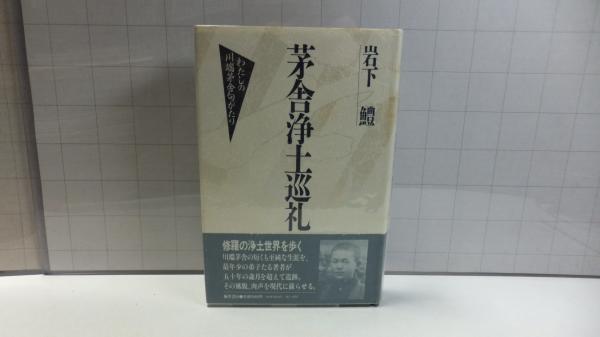 岩下鱧
茅舎浄土巡礼
わたしの
川端茅舎句がたり
修羅の浄土世界を歩く
川端茅舎の短くも至純な生涯を、
最年少の弟子たる著者が
五十年の歳月を超えて追跡。
その風貌、肉声を現代に蘇らせる。